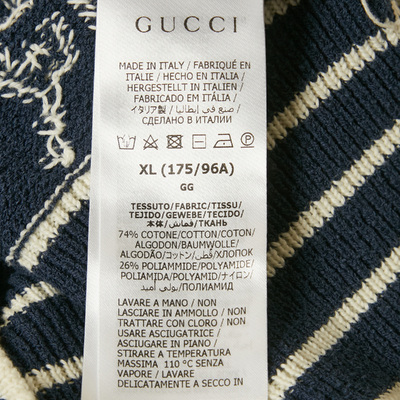 GUCCI
MADE IN ITALY / FABRIQUÉ EN
ITALIE / HECHO EN ITALIA /
HERGESTELLT IN ITALIEN /
FABRICADO EM ITÁLIA /
イタリア製 / صنع في إيطاليا /
СДЕЛАНО В ИТАЛИИ
XL (175/96A)
GG
TESSUTO/FABRIC/TISSU/
TEJIDO/GEWEBE/TECIDO/
本体/قماش/ТКАНЬ
74% COTONE/COTTON/COTON/
ALGODON/BAUMWOLLE/
ALGODÃO/コットン/قطن/ХЛОПОК
26% POLIAMMIDE/POLYAMIDE/
POLIAMIDA/POLYAMID/ナイロン/
بولي أميد/ПОЛИАМИД
LAVARE A MANO / NON
LASCIARE IN AMMOLLO / NON
TRATTARE CON CLORO / NON
USARE ASCIUGATRICE /
ASCIUGARE IN PIANO /
STIRARE A TEMPERATURA
MASSIMA 110 °C SENZA
VAPORE / LAVARE
DELICATAMENTE A SECCO IN